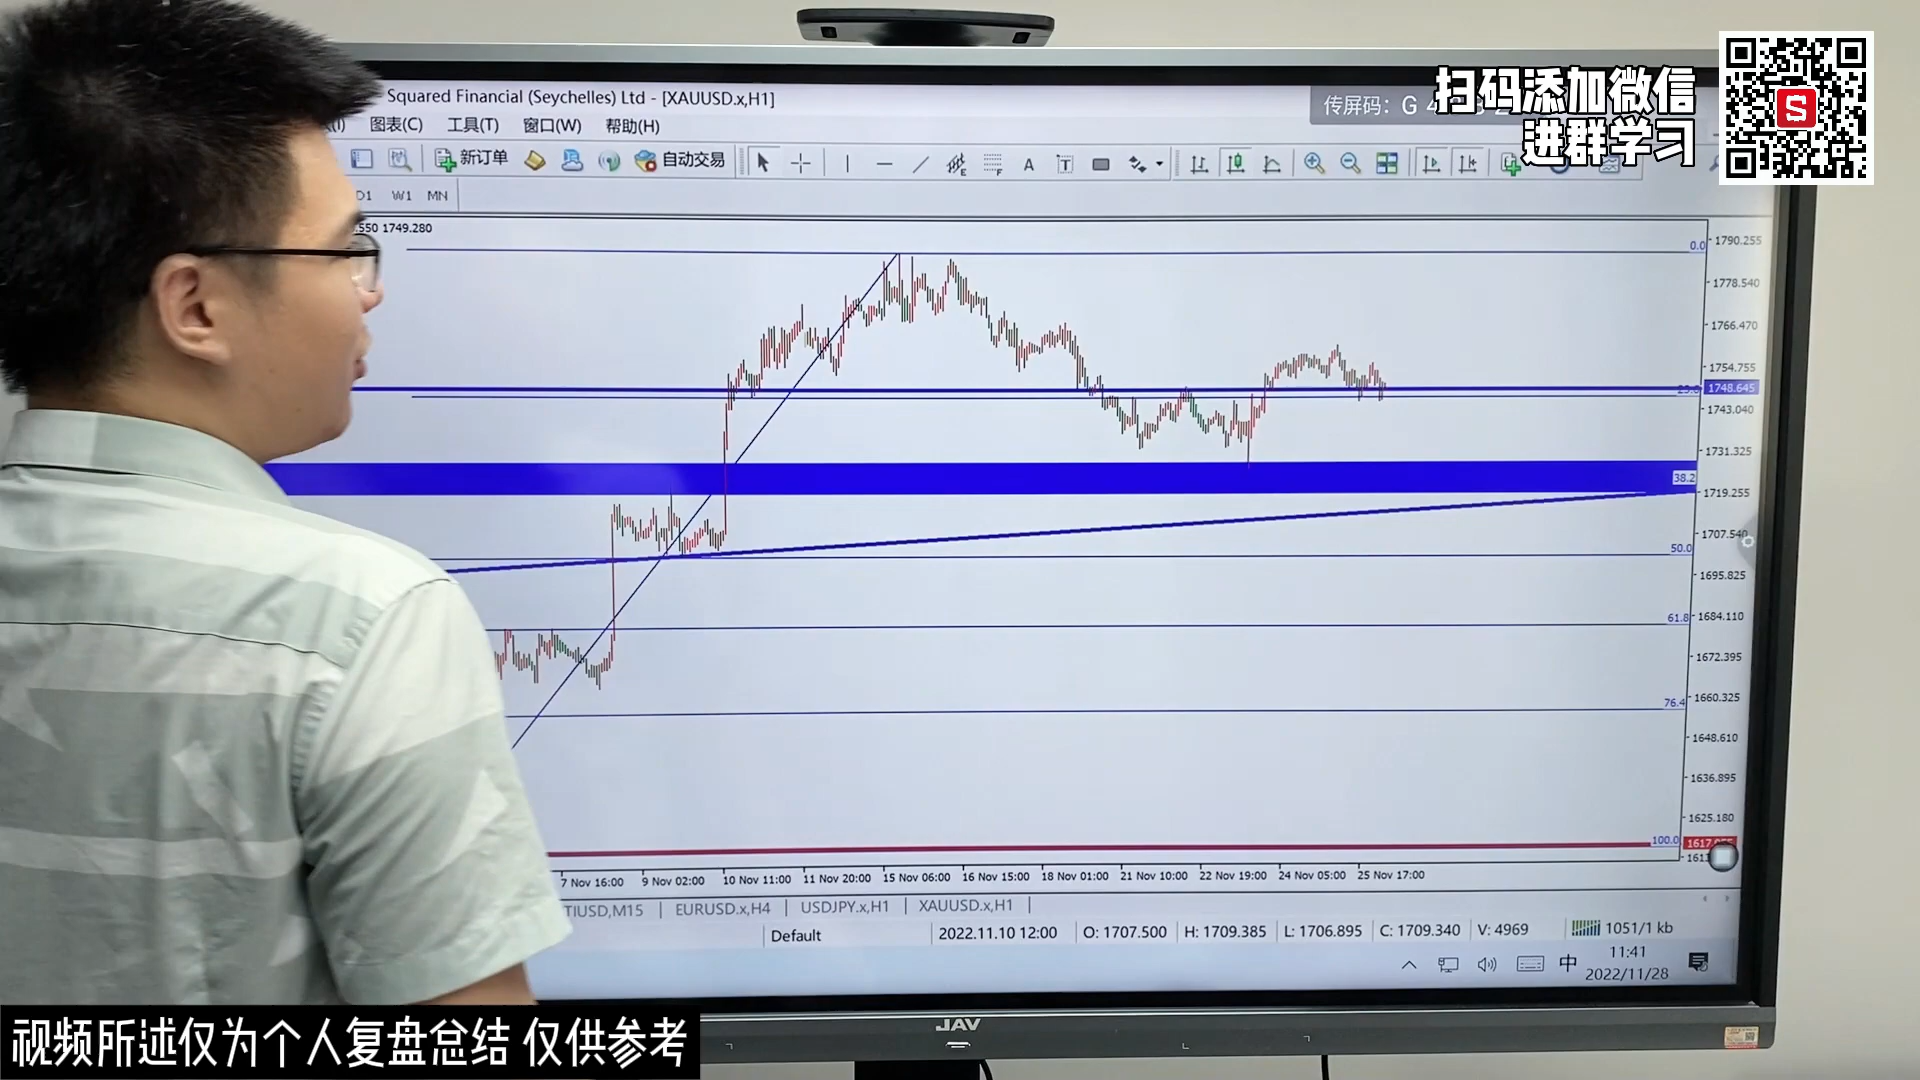 Squared Financial (Seychelles) Ltd - [XAUUSD.x,H1]
传屏码: G 4
扫码添加微信
进群学习
图表(C) 工具(T) 窗口(W) 帮助(H)
新订单 自动交易
W1 MN
.550 1749.280
0.0
1790.255
1778.540
1766.470
1754.755
1748.645
1743.040
1731.325
38.2
1719.255
1707.540
50.0
1695.825
61.8
1684.110
1672.395
1660.325
76.4
1648.610
1636.895
1625.180
100.0
7 Nov 16:00 9 Nov 02:00 10 Nov 11:00 11 Nov 20:00 15 Nov 06:00 16 Nov 15:00 18 Nov 01:00 21 Nov 10:00 22 Nov 19:00 24 Nov 05:00 25 Nov 17:00
TIUSD,M15 | EURUSD.x,H4 | USDJPY.x,H1 | XAUUSD.x,H1 |
Default 2022.11.10 12:00 O: 1707.500 H: 1709.385 L: 1706.895 C: 1709.340 V: 4969 1051/1 kb
中 11:41
2022/11/28
JAV
视频所述仅为个人复盘总结 仅供参考